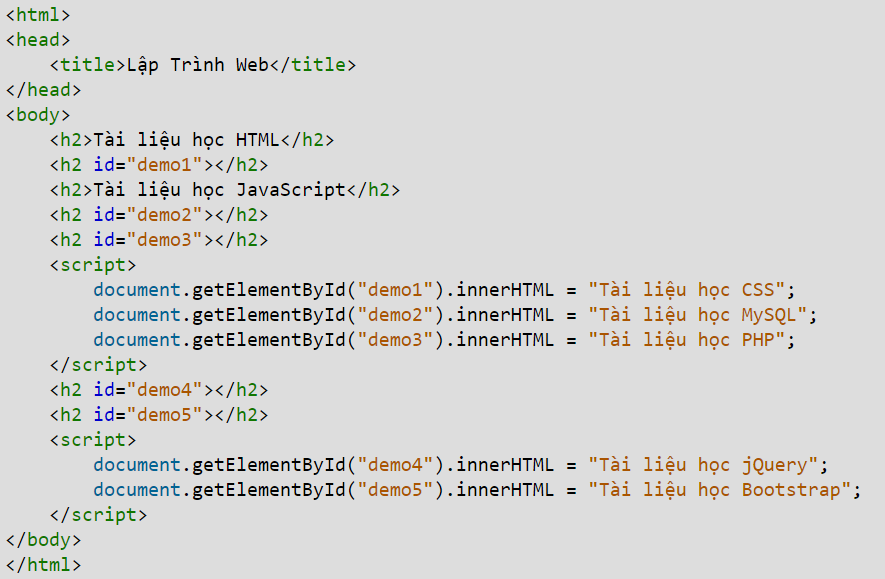 <html>
<head>
    <title>Lập Trình Web</title>
</head>
<body>
    <h2>Tài liệu học HTML</h2>
    <h2 id="demo1"></h2>
    <h2>Tài liệu học JavaScript</h2>
    <h2 id="demo2"></h2>
    <h2 id="demo3"></h2>
    <script>
        document.getElementById("demo1").innerHTML = "Tài liệu học CSS";
        document.getElementById("demo2").innerHTML = "Tài liệu học MySQL";
        document.getElementById("demo3").innerHTML = "Tài liệu học PHP";
    </script>
    <h2 id="demo4"></h2>
    <h2 id="demo5"></h2>
    <script>
        document.getElementById("demo4").innerHTML = "Tài liệu học jQuery";
        document.getElementById("demo5").innerHTML = "Tài liệu học Bootstrap";
    </script>
</body>
</html>